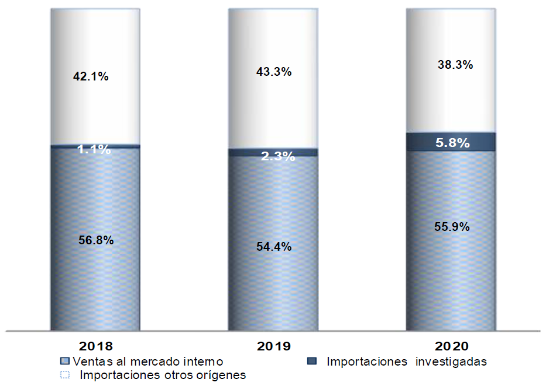 42.1% 43.3% 38.3%
1.1% 2.3% 5.8%
56.8% 54.4% 55.9%
2018 2019 2020
Ventas al mercado interno Importaciones investigadas
Importaciones otros orígenes